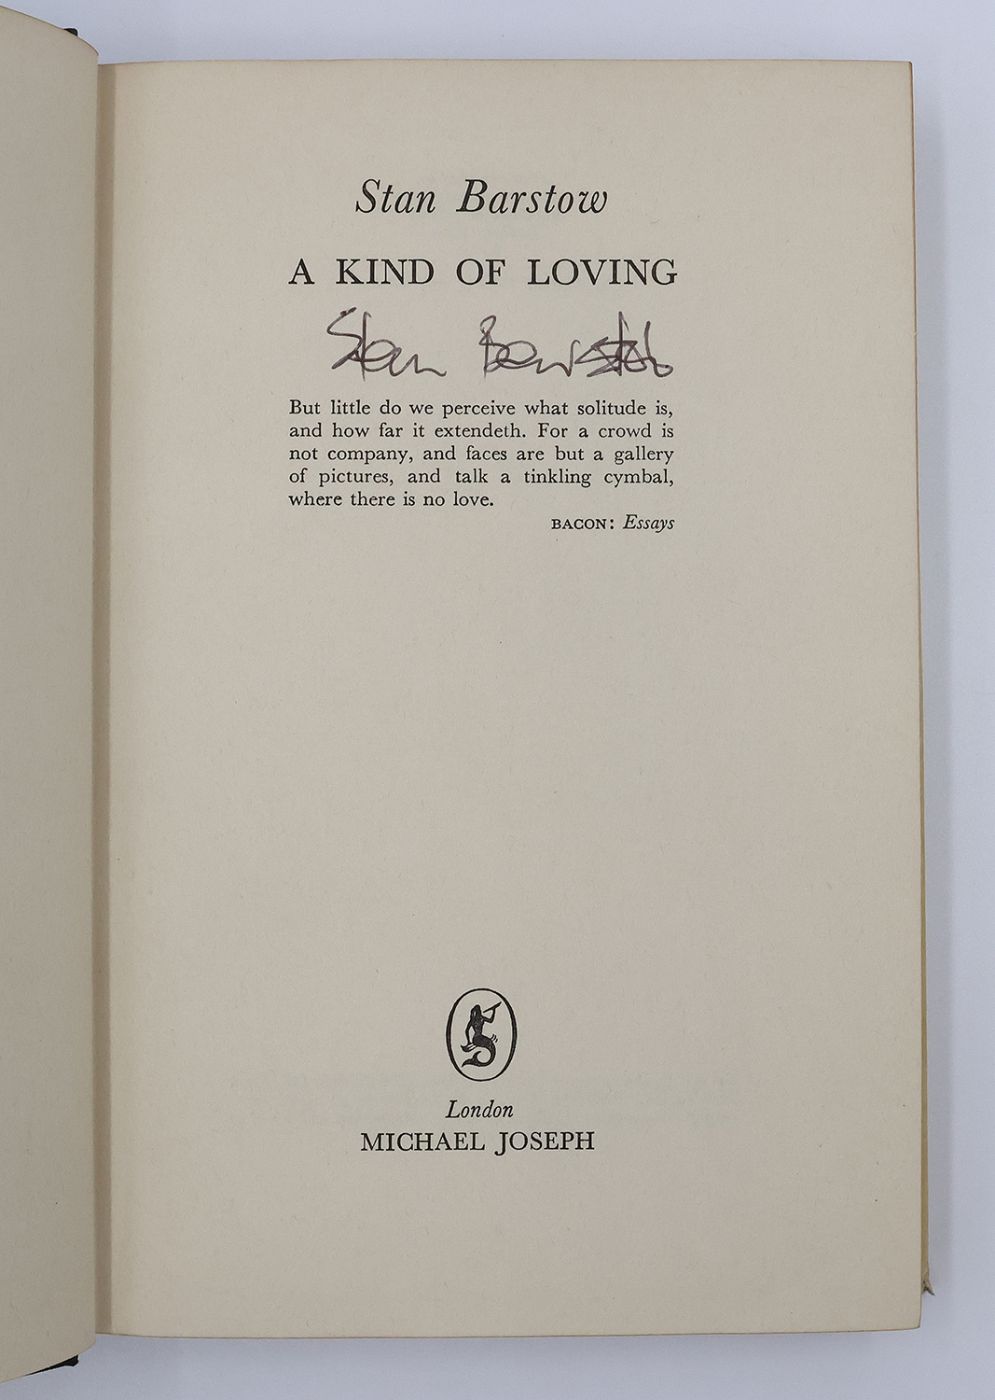 Stan Barstow
A KIND OF LOVING
Stan Barstow
But little do we perceive what solitude is,
and how far it extendeth. For a crowd is
not company, and faces are but a gallery
of pictures, and talk a tinkling cymbal,
where there is no love.
BACON: Essays
London
MICHAEL JOSEPH